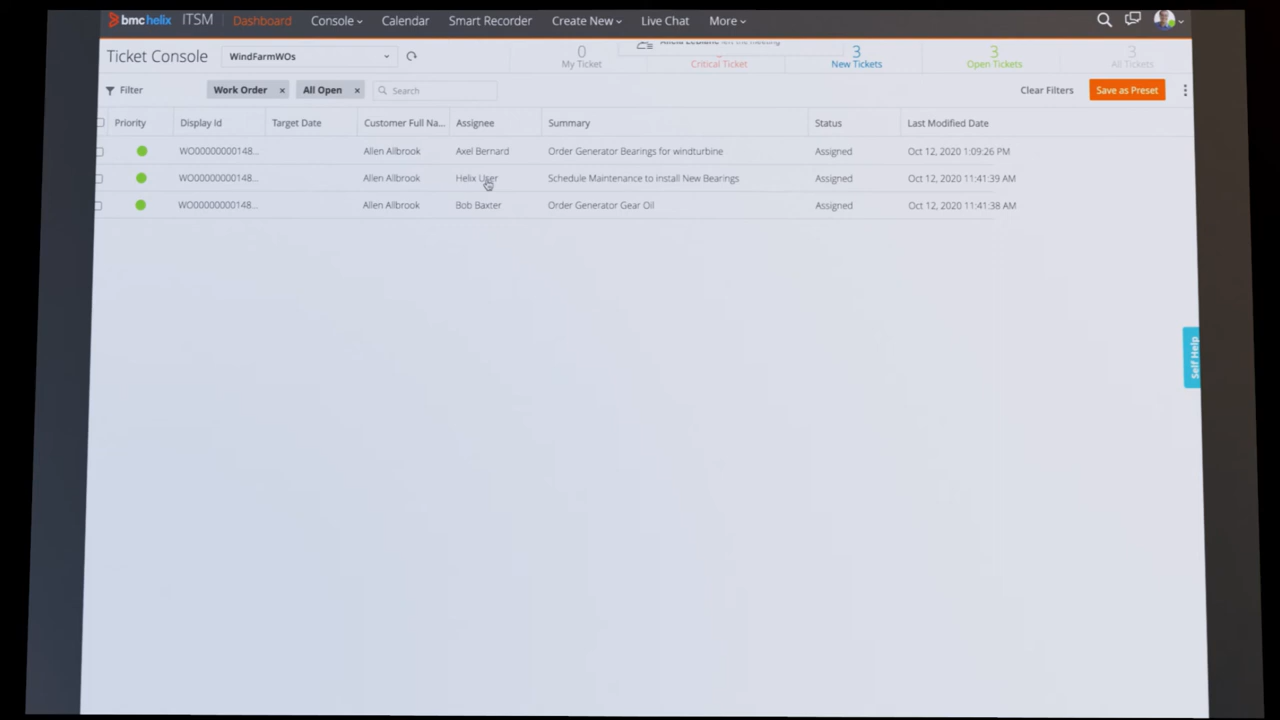 bmc helix ITSM Dashboard Console Calendar Smart Recorder Create New Live Chat More
Ticket Console WindFarmWOs
0 My Ticket
Critical Ticket
3 New Tickets
3 Open Tickets
3 All Tickets
left the meeting
Filter Work Order × All Open × Search Clear Filters Save as Preset
Priority Display Id Target Date Customer Full Na... Assignee Summary Status Last Modified Date
WO00000000148... Allen Allbrook Axel Bernard Order Generator Bearings for windturbine Assigned Oct 12, 2020 1:09:26 PM
WO00000000148... Allen Allbrook Helix User Schedule Maintenance to install New Bearings Assigned Oct 12, 2020 11:41:39 AM
WO00000000148... Allen Allbrook Bob Baxter Order Generator Gear Oil Assigned Oct 12, 2020 11:41:38 AM
Self Help